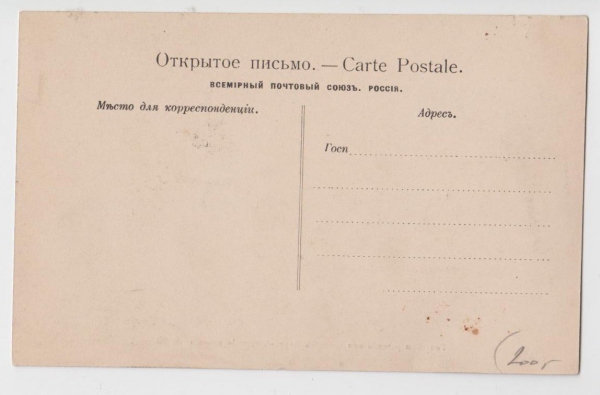 Открытое письмо. — Carte Postale.
ВСЕМІРНЫЙ ПОЧТОВЫЙ СОЮЗЪ. РОССІЯ.
Мѣсто для корреспонденціи.
Адресъ.
Госп